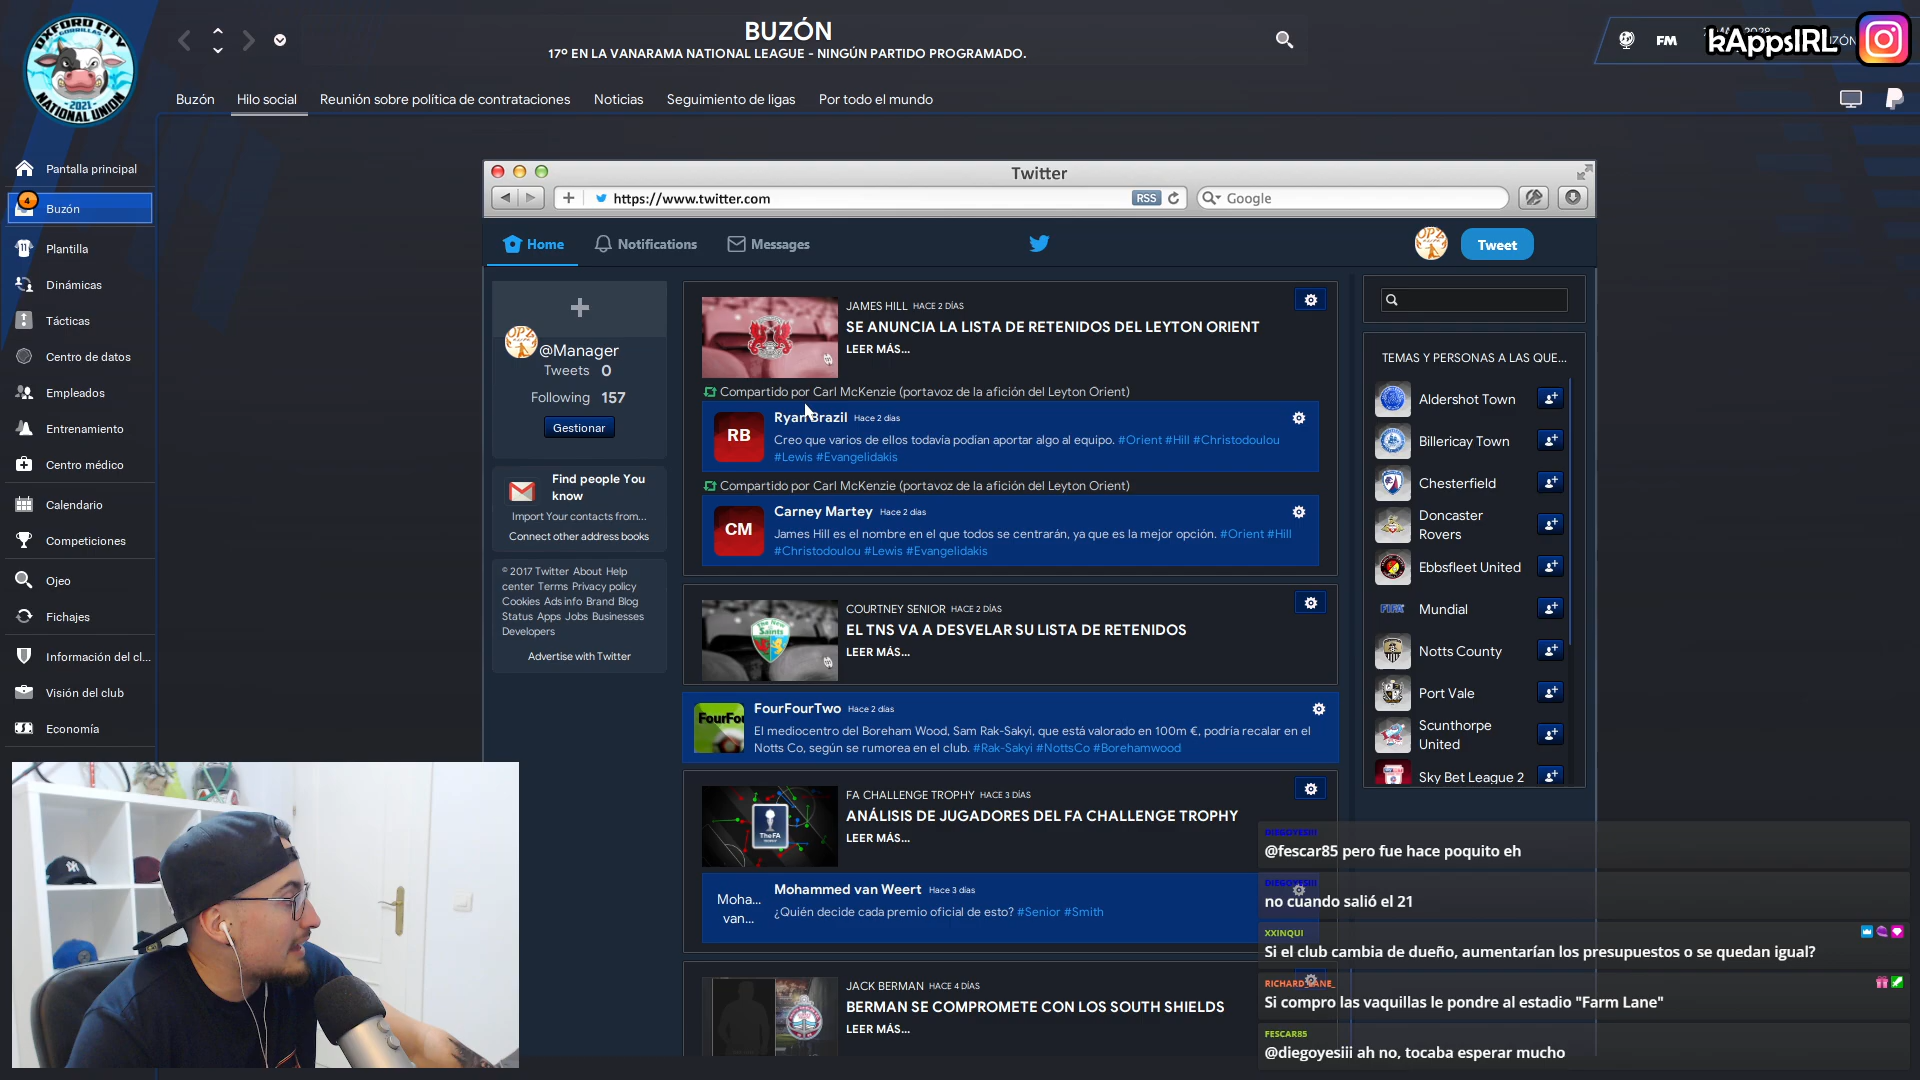 OXFORD CITY
GORRILLAS
- 2021 -
NATIONAL UNION
BUZÓN
17º EN LA VANARAMA NATIONAL LEAGUE - NINGÚN PARTIDO PROGRAMADO.
FM
kAppsIRL
Buzón
Hilo social
Reunión sobre política de contrataciones
Noticias
Seguimiento de ligas
Por todo el mundo
Pantalla principal
4
Buzón
Plantilla
Dinámicas
Tácticas
Centro de datos
Empleados
Entrenamiento
Centro médico
Calendario
Competiciones
Ojeo
Fichajes
Información del cl...
Visión del club
Economía
Twitter
https://www.twitter.com
RSS
Google
Home
Notifications
Messages
Tweet
@Manager
Tweets 0
Following 157
Gestionar
Find people You
know
Import Your contacts from...
Connect other address books
© 2017 Twitter About Help
center Terms Privacy policy
Cookies Ads info Brand Blog
Status Apps Jobs Businesses
Developers
Advertise with Twitter
JAMES HILL HACE 2 DÍAS
SE ANUNCIA LA LISTA DE RETENIDOS DEL LEYTON ORIENT
LEER MÁS...
Compartido por Carl McKenzie (portavoz de la afición del Leyton Orient)
RB
Ryan Brazil Hace 2 días
Creo que varios de ellos todavía podían aportar algo al equipo. #Orient #Hill #Christodoulou
#Lewis #Evangelidakis
Compartido por Carl McKenzie (portavoz de la afición del Leyton Orient)
CM
Carney Martey Hace 2 días
James Hill es el nombre en el que todos se centrarán, ya que es la mejor opción. #Orient #Hill
#Christodoulou #Lewis #Evangelidakis
COURTNEY SENIOR HACE 2 DÍAS
EL TNS VA A DESVELAR SU LISTA DE RETENIDOS
LEER MÁS...
The New
Saints
FourFou
FourFourTwo Hace 2 días
El mediocentro del Boreham Wood, Sam Rak-Sakyi, que está valorado en 100m €, podría recalar en el
Notts Co, según se rumorea en el club. #Rak-Sakyi #NottsCo #Borehamwood
FA CHALLENGE TROPHY HACE 3 DÍAS
ANÁLISIS DE JUGADORES DEL FA CHALLENGE TROPHY
LEER MÁS...
The FA
Moha...
van...
Mohammed van Weert Hace 3 días
¿Quién decide cada premio oficial de esto? #Senior #Smith
JACK BERMAN HACE 4 DÍAS
BERMAN SE COMPROMETE CON LOS SOUTH SHIELDS
LEER MÁS...
TEMAS Y PERSONAS A LAS QUE...
Aldershot Town
Billericay Town
Chesterfield
Doncaster
Rovers
Ebbsfleet United
FIFA
Mundial
Notts County
Port Vale
Scunthorpe
United
Sky Bet League 2
DIEGOYESIII
@fescar85 pero fue hace poquito eh
DIEGOYESIII
no cuando salió el 21
XXINQUI
Si el club cambia de dueño, aumentarían los presupuestos o se quedan igual?
RICHARD_LANE_
Si compro las vaquillas le pondre al estadio "Farm Lane"
FESCAR85
@diegoyesiii ah no, tocaba esperar mucho